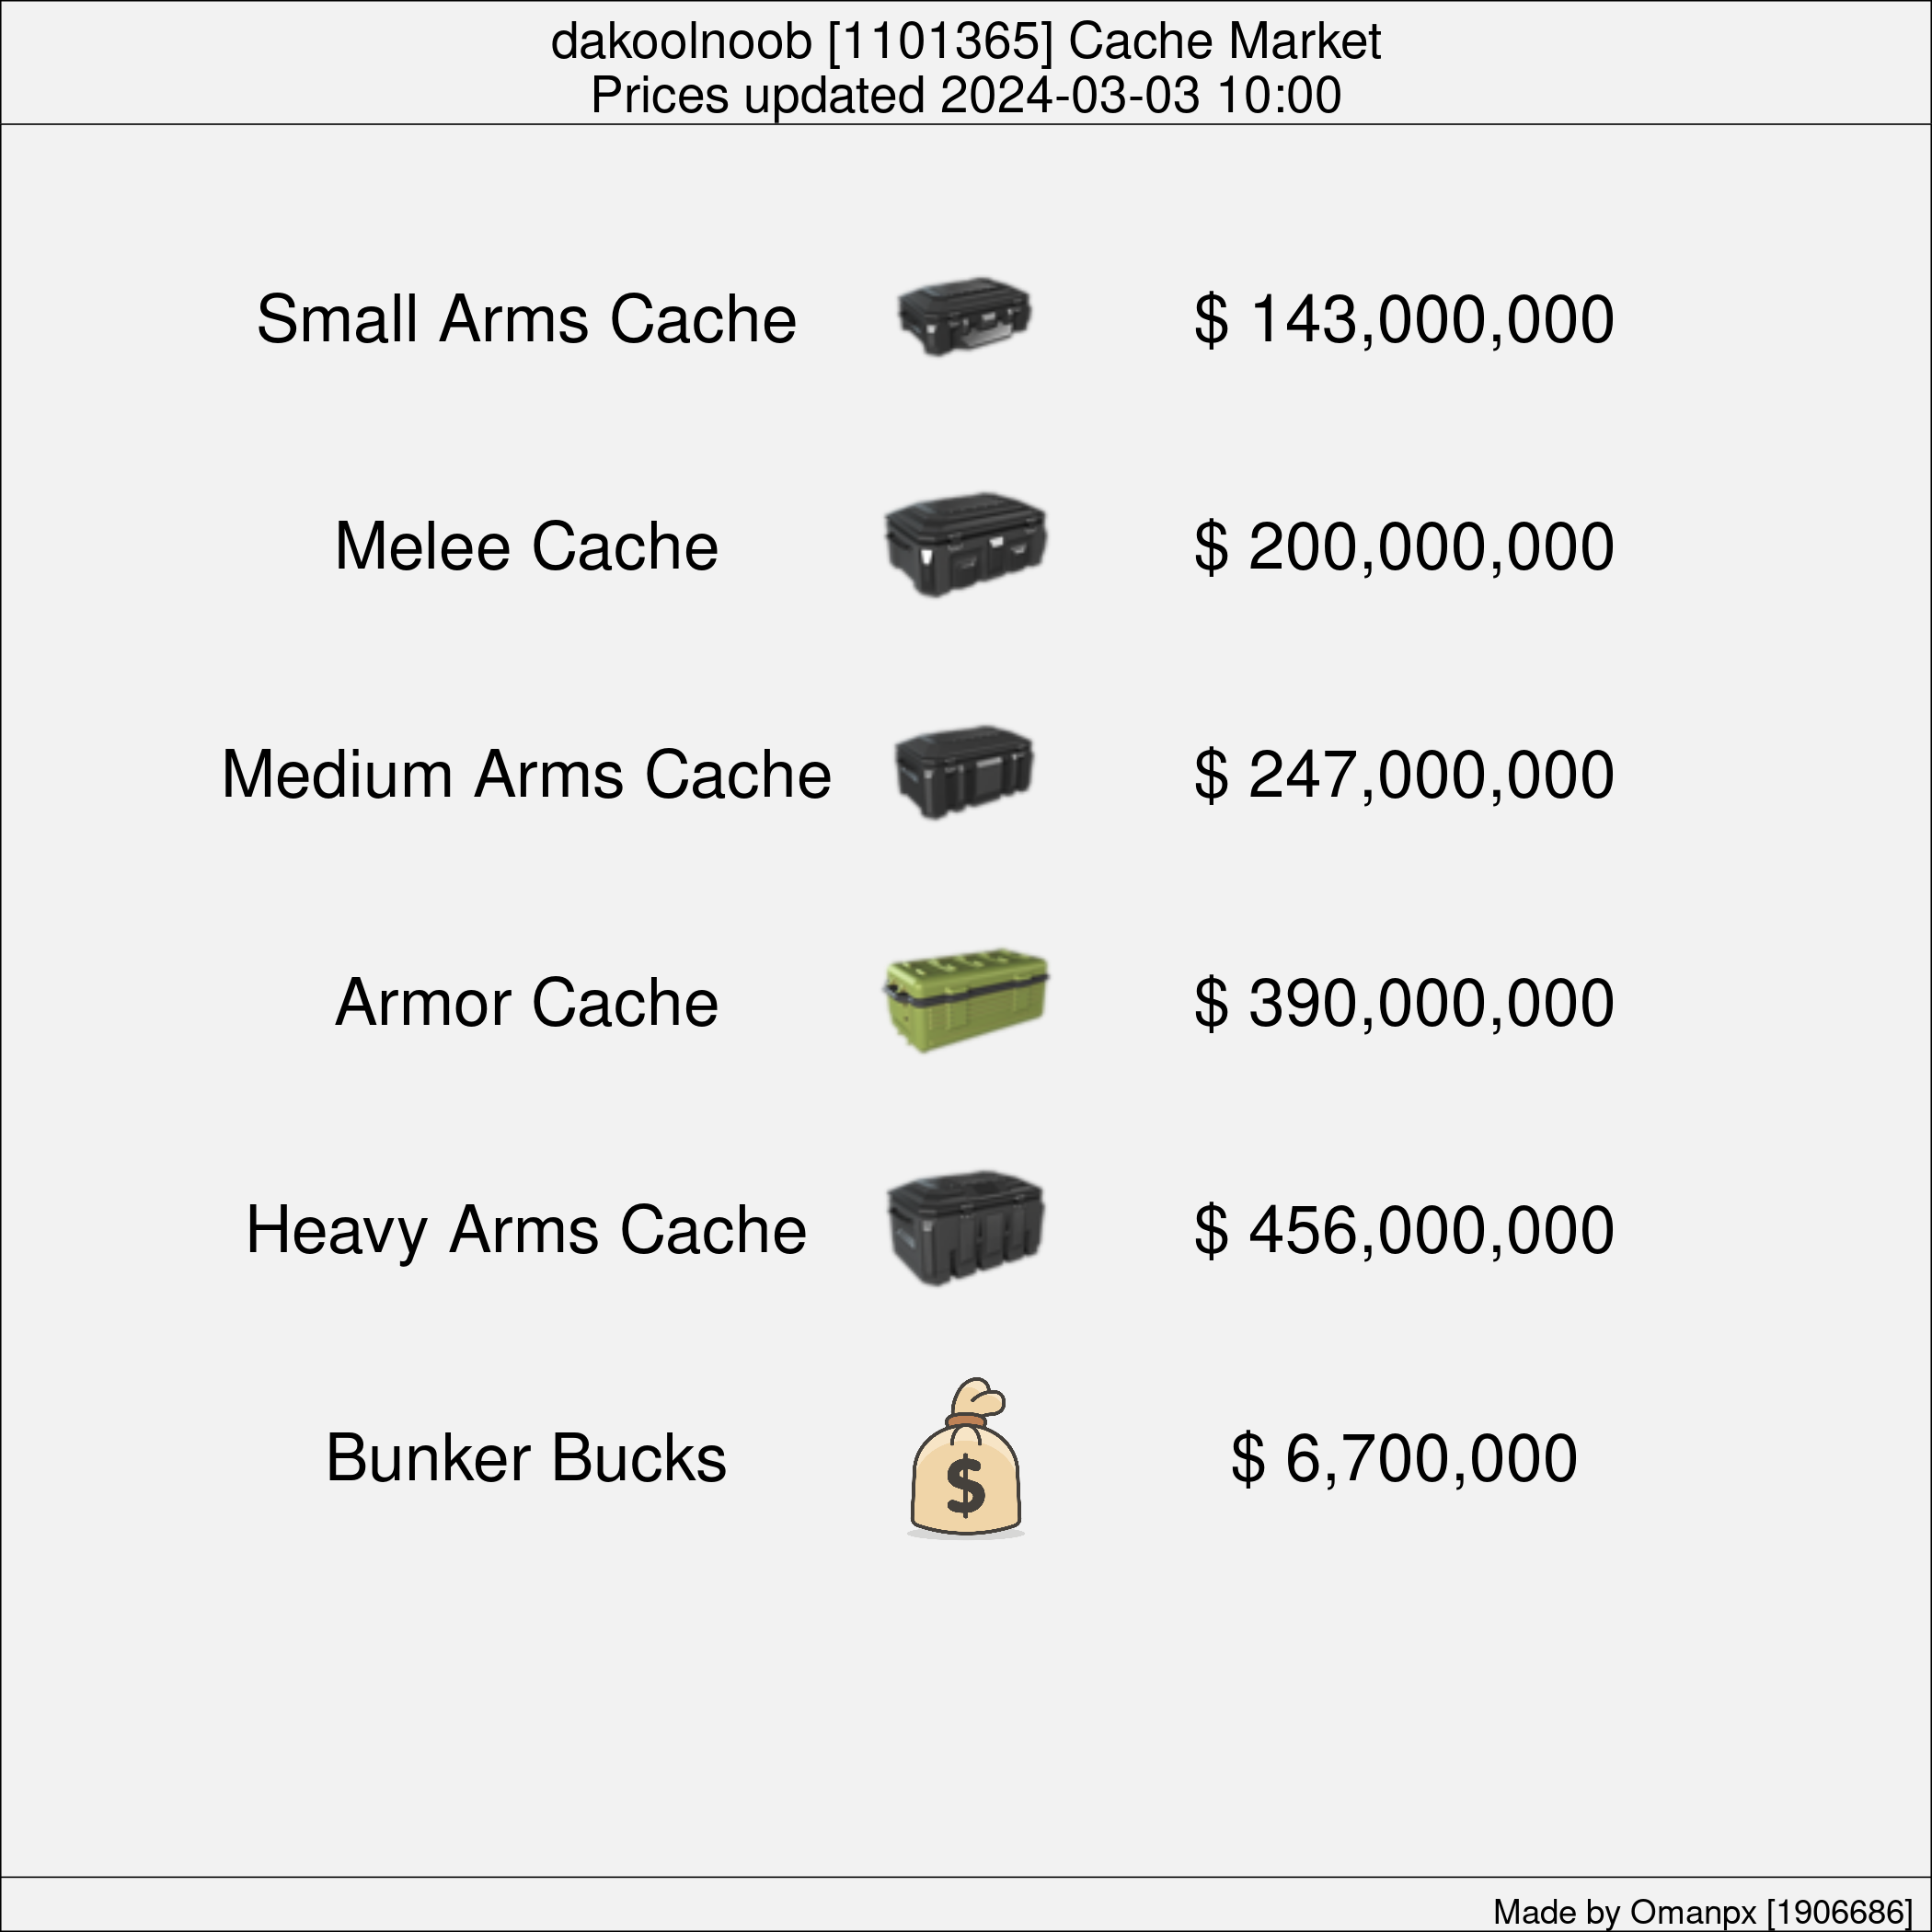 dakoolnoob [1101365] Cache Market
Prices updated 2024-03-03 10:00
Small Arms Cache $ 143,000,000
Melee Cache $ 200,000,000
Medium Arms Cache $ 247,000,000
Armor Cache $ 390,000,000
Heavy Arms Cache $ 456,000,000
Bunker Bucks $ $ 6,700,000
Made by Omanpx [1906686]